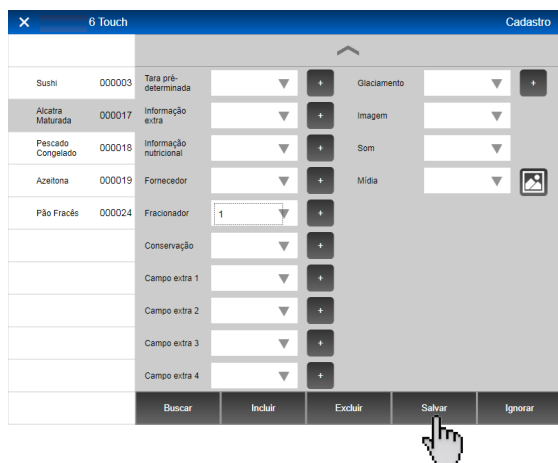 ✕ 6 Touch Cadastro
Sushi 000003
Alcatra
Maturada 000017
Pescado
Congelado 000018
Azeitona 000019
Pão Fracês 000024
Tara pré-
determinada +
Informação
extra +
Informação
nutricional +
Fornecedor +
Fracionador 1 +
Conservação +
Campo extra 1 +
Campo extra 2 +
Campo extra 3 +
Campo extra 4 +
Glaciamento +
Imagem
Som
Mídia
Buscar Incluir Excluir Salvar Ignorar